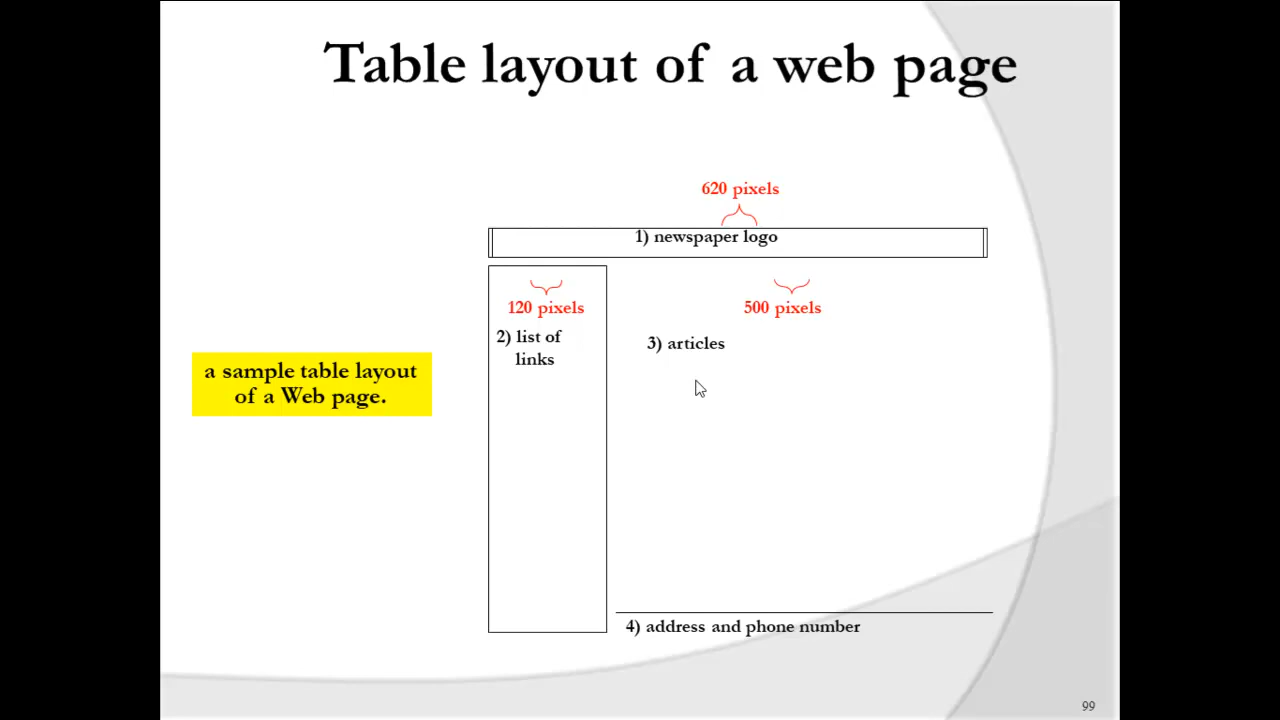 Table layout of a web page
620 pixels
1) newspaper logo
120 pixels
500 pixels
2) list of
links
3) articles
a sample table layout
of a Web page.
4) address and phone number
99